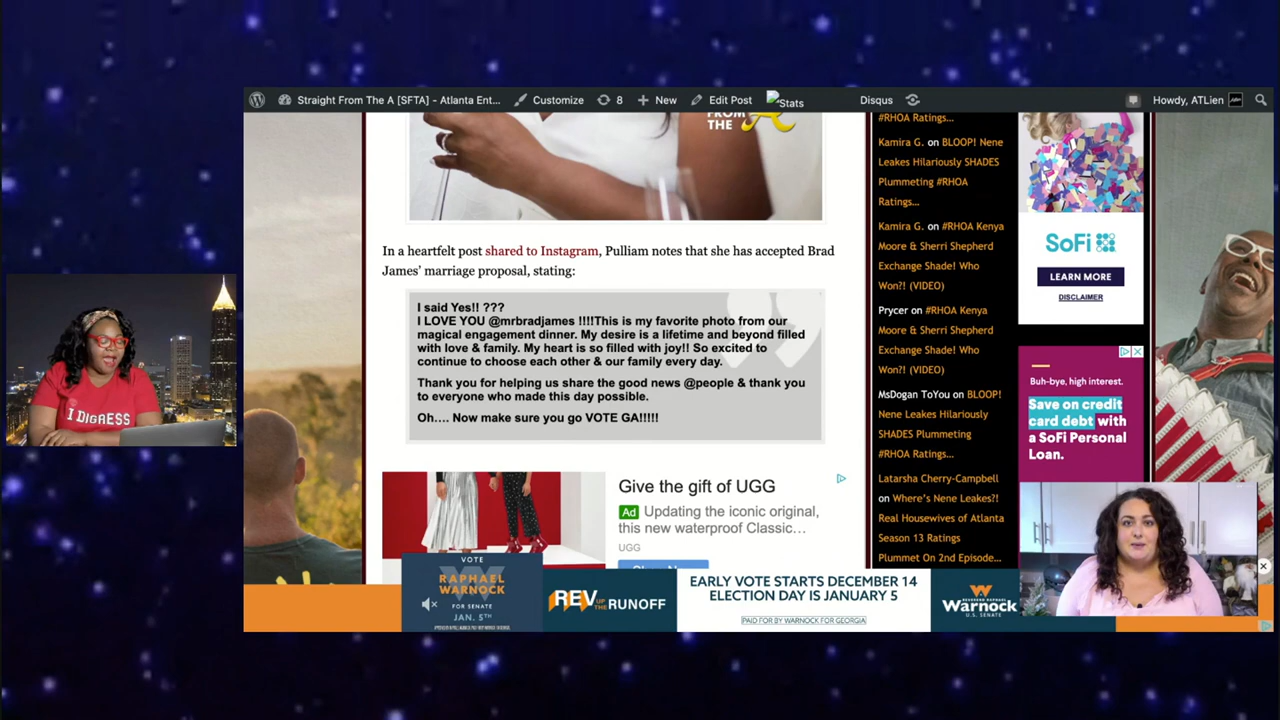 Straight From The A [SFTA] - Atlanta Ent...
Customize
8
New
Edit Post
Stats
Disqus
Howdy, ATLien
FROM
THE A
In a heartfelt post shared to Instagram, Pulliam notes that she has accepted Brad
James' marriage proposal, stating:
I said Yes!! ???
I LOVE YOU @mrbradjames !!!!This is my favorite photo from our
magical engagement dinner. My desire is a lifetime and beyond filled
with love & family. My heart is so filled with joy!! So excited to
continue to choose each other & our family every day.
Thank you for helping us share the good news @people & thank you
to everyone who made this day possible.
Oh.... Now make sure you go VOTE GA!!!!!
Give the gift of UGG
Ad Updating the iconic original,
this new waterproof Classic...
UGG
#RHOA Ratings...
Kamira G. on BLOOP! Nene
Leakes Hilariously SHADES
Plummeting #RHOA
Ratings...
Kamira G. on #RHOA Kenya
Moore & Sherri Shepherd
Exchange Shade! Who
Won?! (VIDEO)
Prycer on #RHOA Kenya
Moore & Sherri Shepherd
Exchange Shade! Who
Won?! (VIDEO)
MsDogan ToYou on BLOOP!
Nene Leakes Hilariously
SHADES Plummeting
#RHOA Ratings...
Latarsha Cherry-Campbell
on Where's Nene Leakes?!
Real Housewives of Atlanta
Season 13 Ratings
Plummet On 2nd Episode...
SoFi
LEARN MORE
DISCLAIMER
Buh-bye, high interest.
Save on credit
card debt with
a SoFi Personal
Loan.
I DIGRESS
VOTE
RAPHAEL
WARNOCK
FOR SENATE
JAN. 5TH
REV UP THE RUNOFF
EARLY VOTE STARTS DECEMBER 14
ELECTION DAY IS JANUARY 5
PAID FOR BY WARNOCK FOR GEORGIA
REVEREND RAPHAEL
Warnock
U.S. SENATE